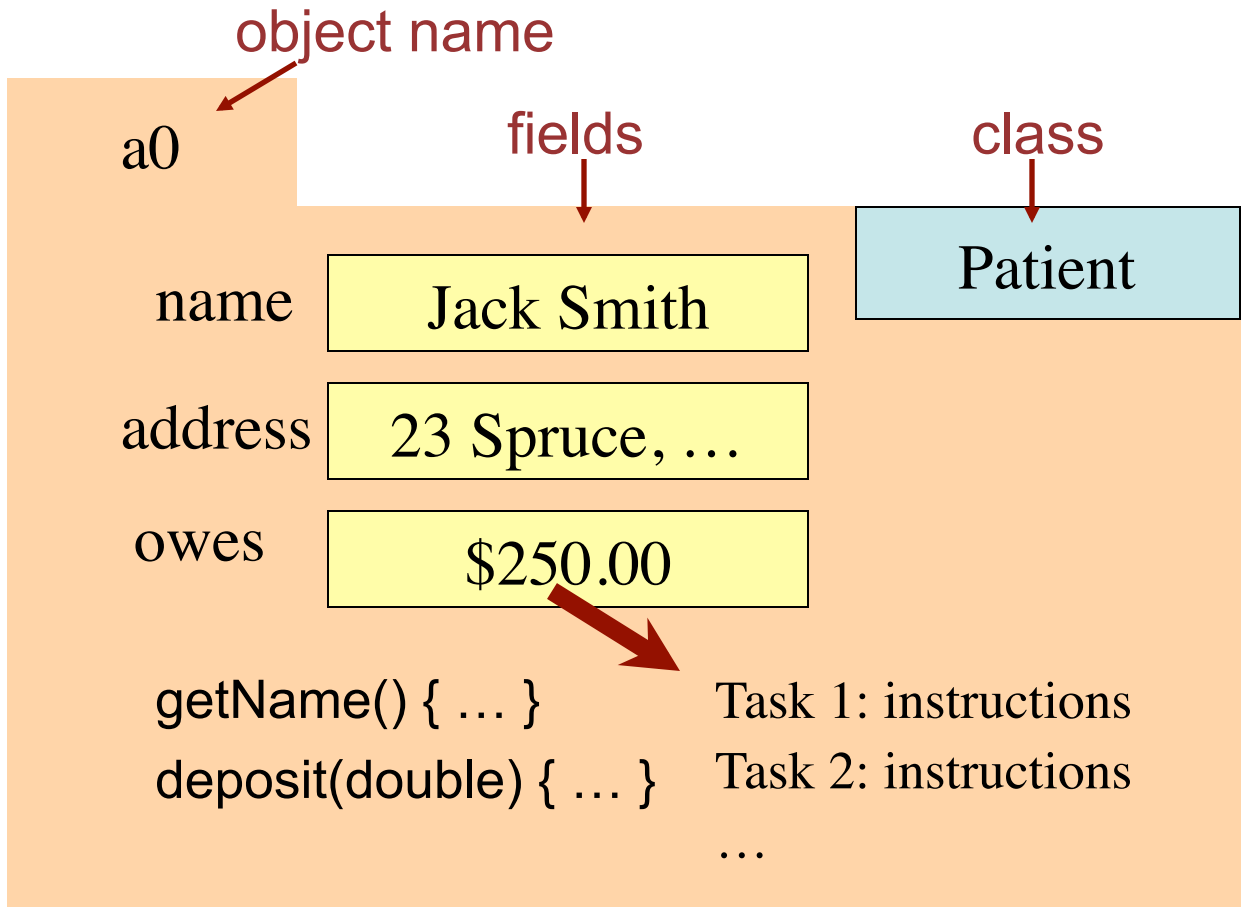 object name
a0
fields
class
Patient
name
Jack Smith
address
23 Spruce, …
owes
$250.00
getName() { … }
Task 1: instructions
deposit(double) { … }
Task 2: instructions
…